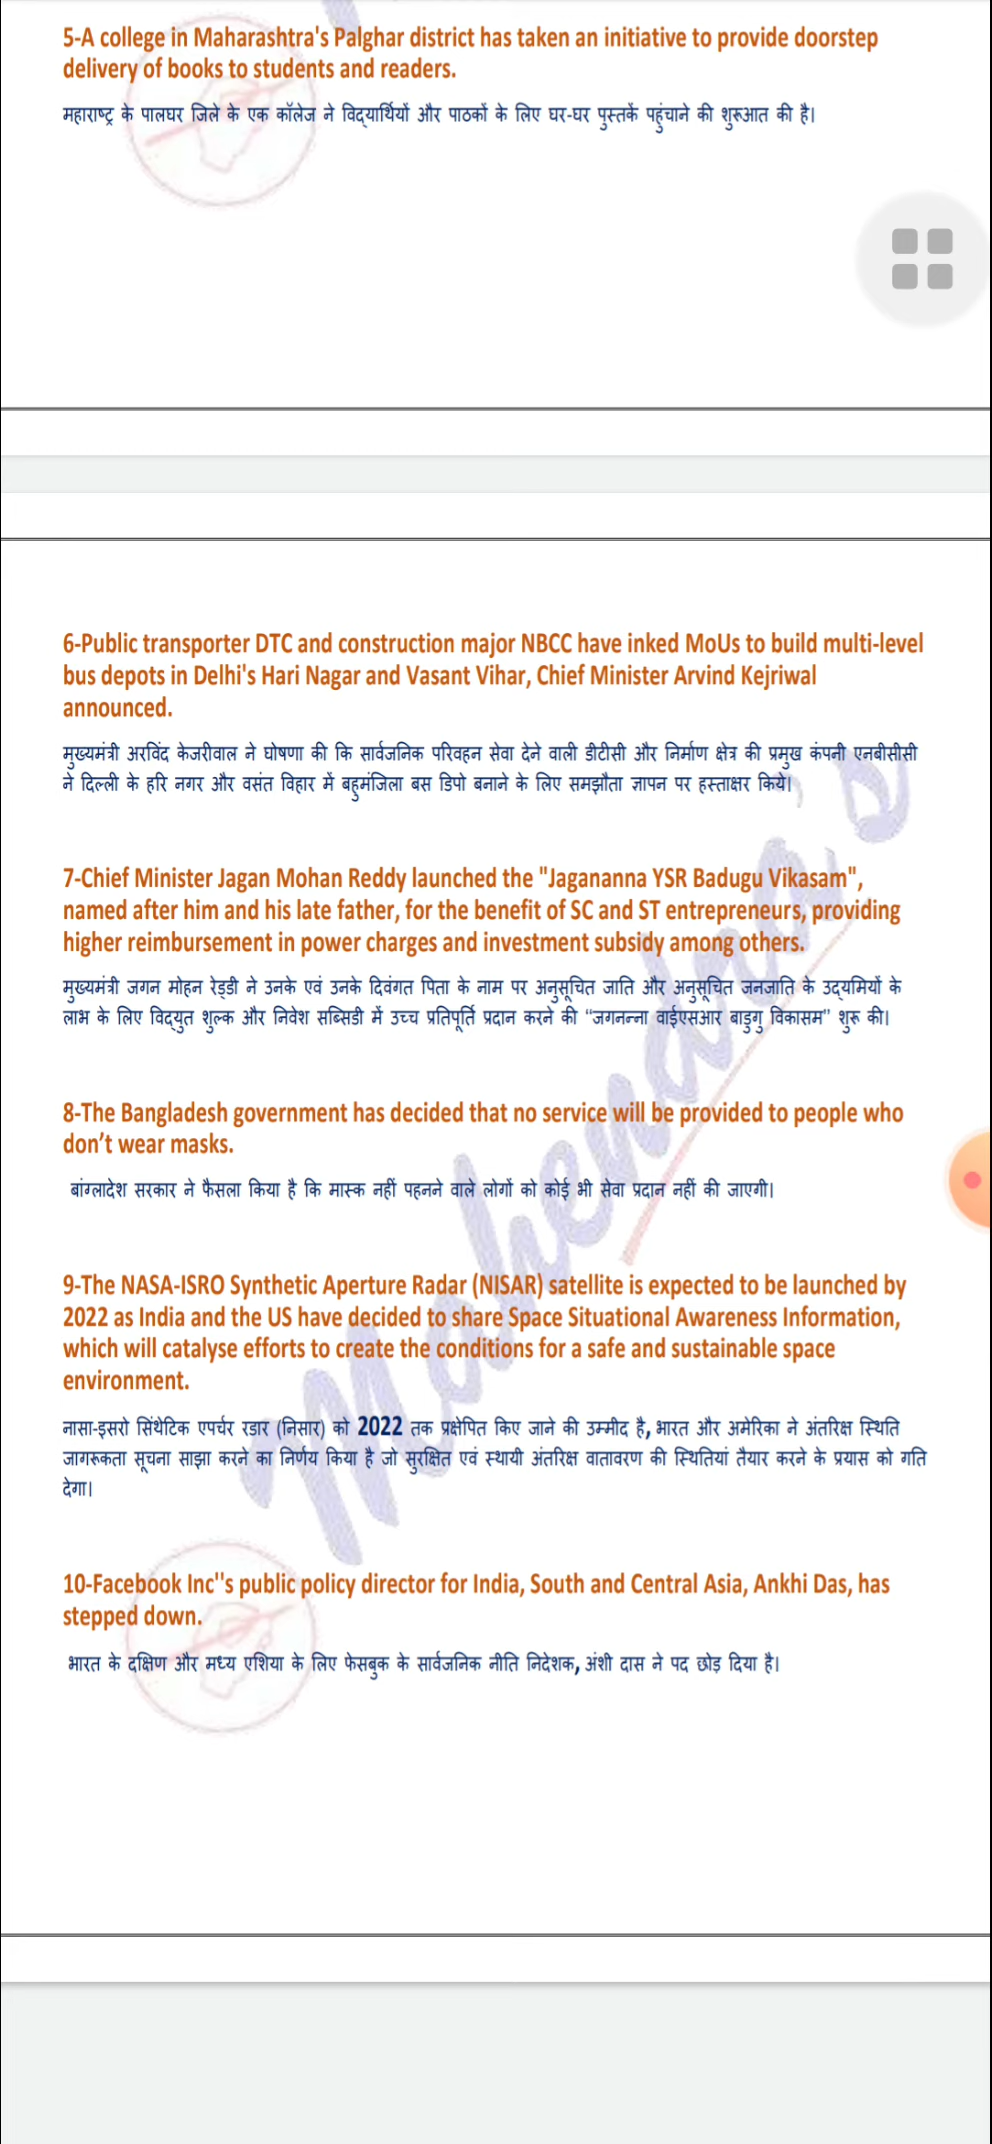 5-A college in Maharashtra's Palghar district has taken an initiative to provide doorstep
delivery of books to students and readers.
महाराष्ट्र के पालघर जिले के एक कॉलेज ने विद्यार्थियों और पाठकों के लिए घर-घर पुस्तकें पहुंचाने की शुरूआत की है।
6-Public transporter DTC and construction major NBCC have inked MoUs to build multi-level
bus depots in Delhi's Hari Nagar and Vasant Vihar, Chief Minister Arvind Kejriwal
announced.
मुख्यमंत्री अरविंद केजरीवाल ने घोषणा की कि सार्वजनिक परिवहन सेवा देने वाली डीटीसी और निर्माण क्षेत्र की प्रमुख कंपनी एनबीसीसी
ने दिल्ली के हरि नगर और वसंत विहार में बहुमंजिला बस डिपो बनाने के लिए समझौता ज्ञापन पर हस्ताक्षर किये।
7-Chief Minister Jagan Mohan Reddy launched the "Jagananna YSR Badugu Vikasam",
named after him and his late father, for the benefit of SC and ST entrepreneurs, providing
higher reimbursement in power charges and investment subsidy among others.
मुख्यमंत्री जगन मोहन रेड्डी ने उनके एवं उनके दिवंगत पिता के नाम पर अनुसूचित जाति और अनुसूचित जनजाति के उद्यमियों के
लाभ के लिए विद्युत शुल्क और निवेश सब्सिडी में उच्च प्रतिपूर्ति प्रदान करने की “जगनन्ना वाईएसआर बाडुगु विकासम” शुरू की।
8-The Bangladesh government has decided that no service will be provided to people who
don’t wear masks.
बांग्लादेश सरकार ने फैसला किया है कि मास्क नहीं पहनने वाले लोगों को कोई भी सेवा प्रदान नहीं की जाएगी।
9-The NASA-ISRO Synthetic Aperture Radar (NISAR) satellite is expected to be launched by
2022 as India and the US have decided to share Space Situational Awareness Information,
which will catalyse efforts to create the conditions for a safe and sustainable space
environment.
नासा-इसरो सिंथेटिक एपर्चर रडार (निसार) को 2022 तक प्रक्षेपित किए जाने की उम्मीद है, भारत और अमेरिका ने अंतरिक्ष स्थिति
जागरूकता सूचना साझा करने का निर्णय किया है जो सुरक्षित एवं स्थायी अंतरिक्ष वातावरण की स्थितियां तैयार करने के प्रयास को गति
देगा।
10-Facebook Inc"s public policy director for India, South and Central Asia, Ankhi Das, has
stepped down.
भारत के दक्षिण और मध्य एशिया के लिए फेसबुक के सार्वजनिक नीति निदेशक, अंशी दास ने पद छोड़ दिया है।
Mahendra's